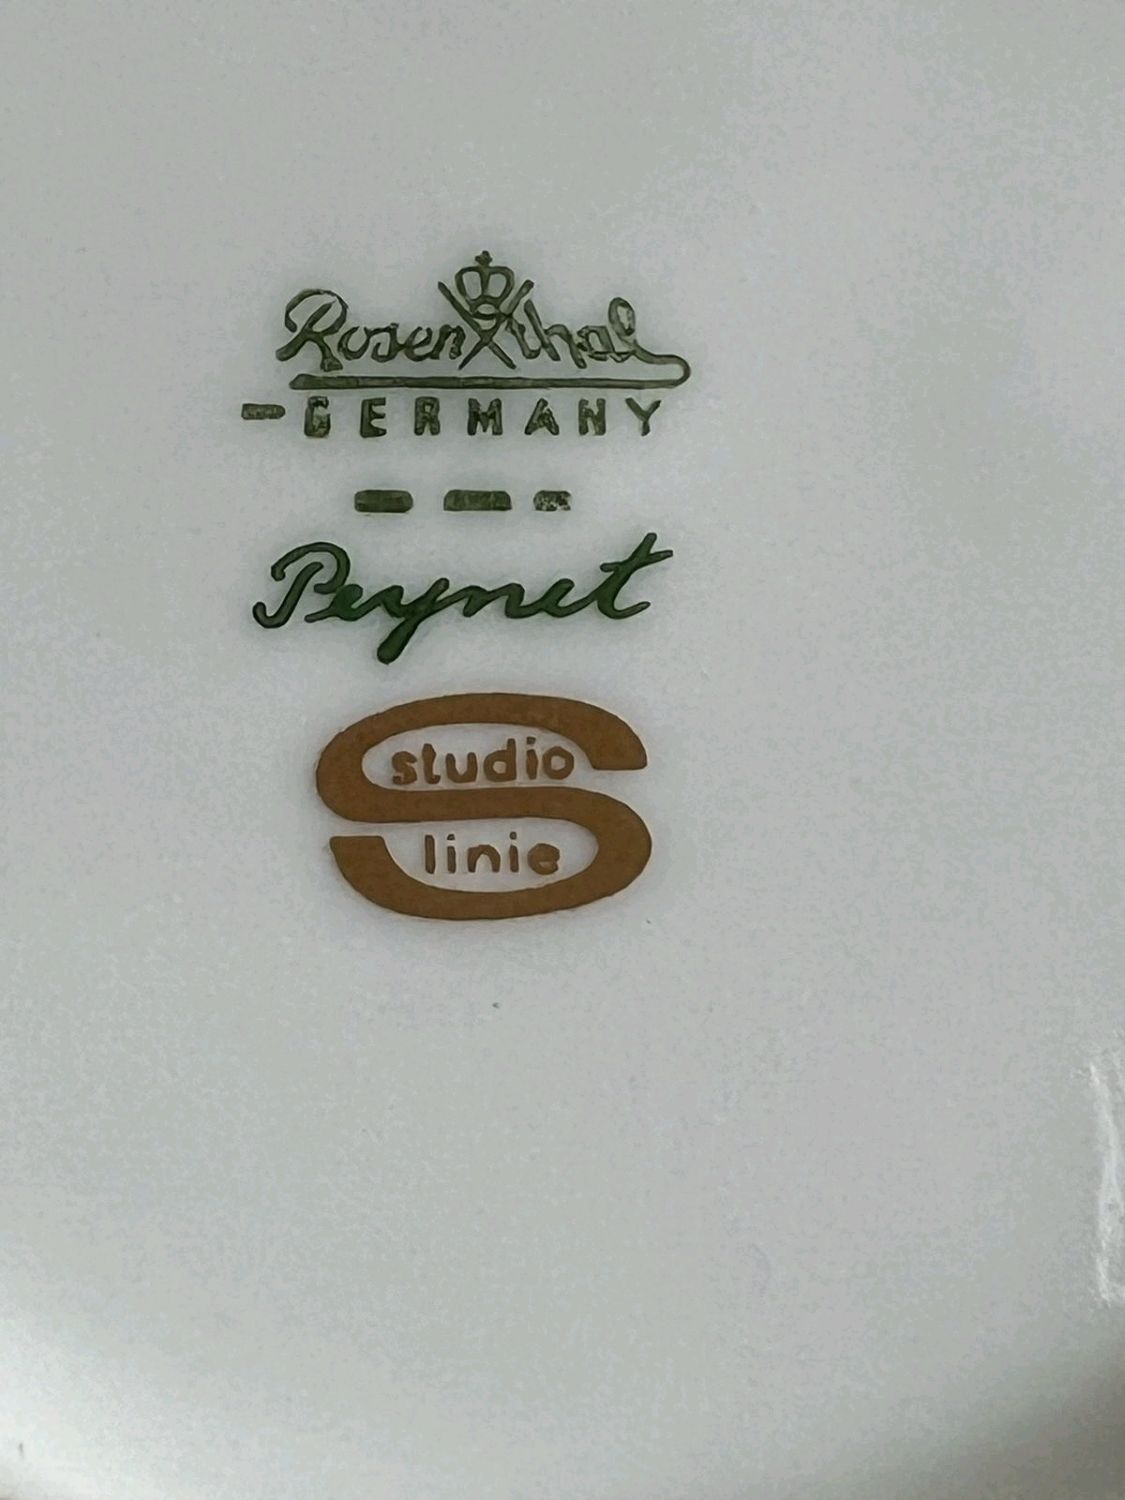 Rosenthal
GERMANY
Peynet
studio
linie